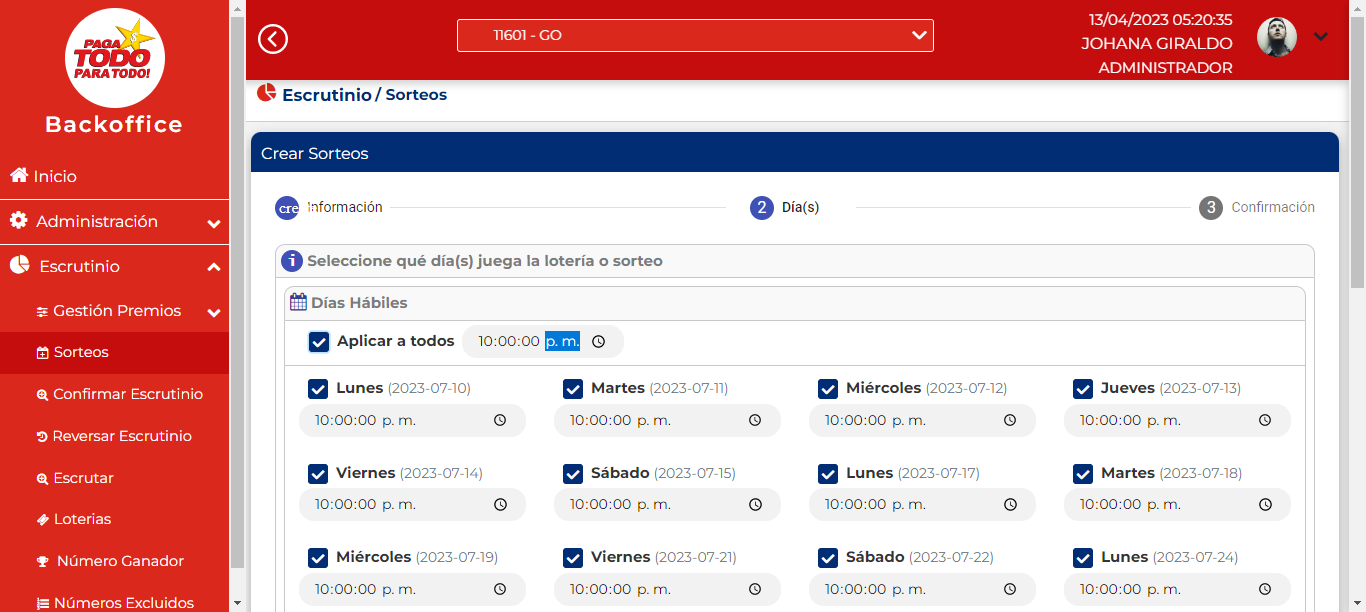 PAGA
TODO
PARA TODO!
Backoffice
Inicio
Administración
Escrutinio
Gestión Premios
Sorteos
Confirmar Escrutinio
Reversar Escrutinio
Escrutar
Loterias
Número Ganador
Números Excluidos
11601 - GO
13/04/2023 05:20:35
JOHANA GIRALDO
ADMINISTRADOR
Escrutinio / Sorteos
Crear Sorteos
cre Información
2 Día(s)
3 Confirmación
i Seleccione qué día(s) juega la lotería o sorteo
Días Hábiles
Aplicar a todos 10:00:00 p. m.
Lunes (2023-07-10) Martes (2023-07-11) Miércoles (2023-07-12) Jueves (2023-07-13)
10:00:00 p. m. 10:00:00 p. m. 10:00:00 p. m. 10:00:00 p. m.
Viernes (2023-07-14) Sábado (2023-07-15) Lunes (2023-07-17) Martes (2023-07-18)
10:00:00 p. m. 10:00:00 p. m. 10:00:00 p. m. 10:00:00 p. m.
Miércoles (2023-07-19) Viernes (2023-07-21) Sábado (2023-07-22) Lunes (2023-07-24)
10:00:00 p. m. 10:00:00 p. m. 10:00:00 p. m. 10:00:00 p. m.